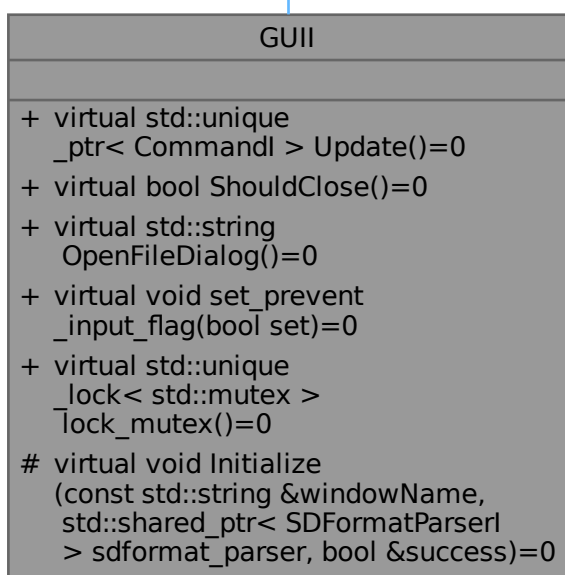 GUII
+ virtual std::unique
_ptr< CommandI > Update()=0
+ virtual bool ShouldClose()=0
+ virtual std::string
OpenFileDialog()=0
+ virtual void set_prevent
_input_flag(bool set)=0
+ virtual std::unique
_lock< std::mutex >
lock_mutex()=0
# virtual void Initialize
(const std::string &windowName,
std::shared_ptr< SDFormatParserI
> sdformat_parser, bool &success)=0